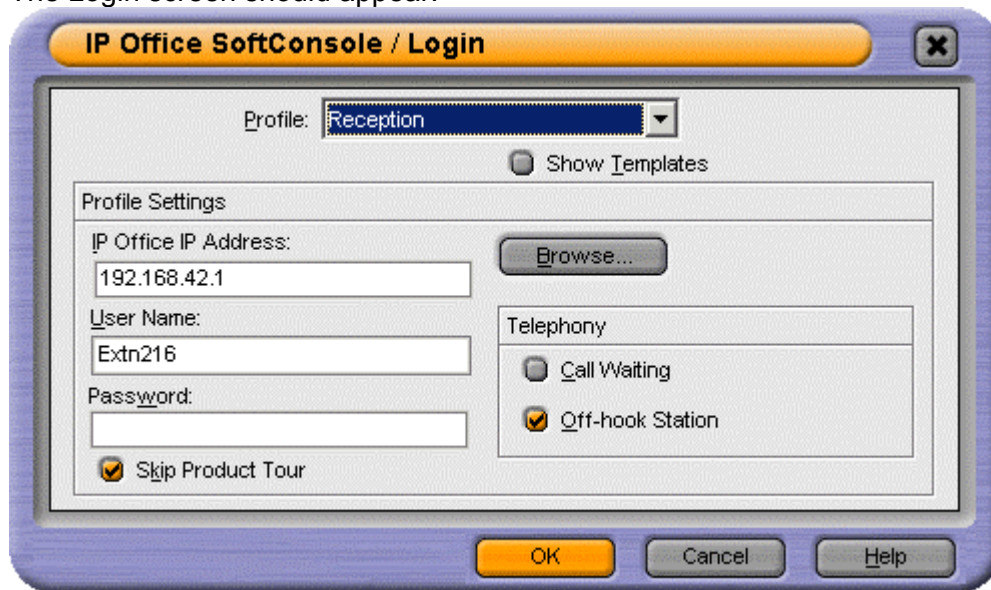 The Login screen should appear.
IP Office SoftConsole / Login
Profile: Reception
Show Templates
Profile Settings
IP Office IP Address:
Browse...
192.168.42.1
User Name:
Telephony
Extn216
Call Waiting
Password:
Off-hook Station
Skip Product Tour
OK Cancel Help